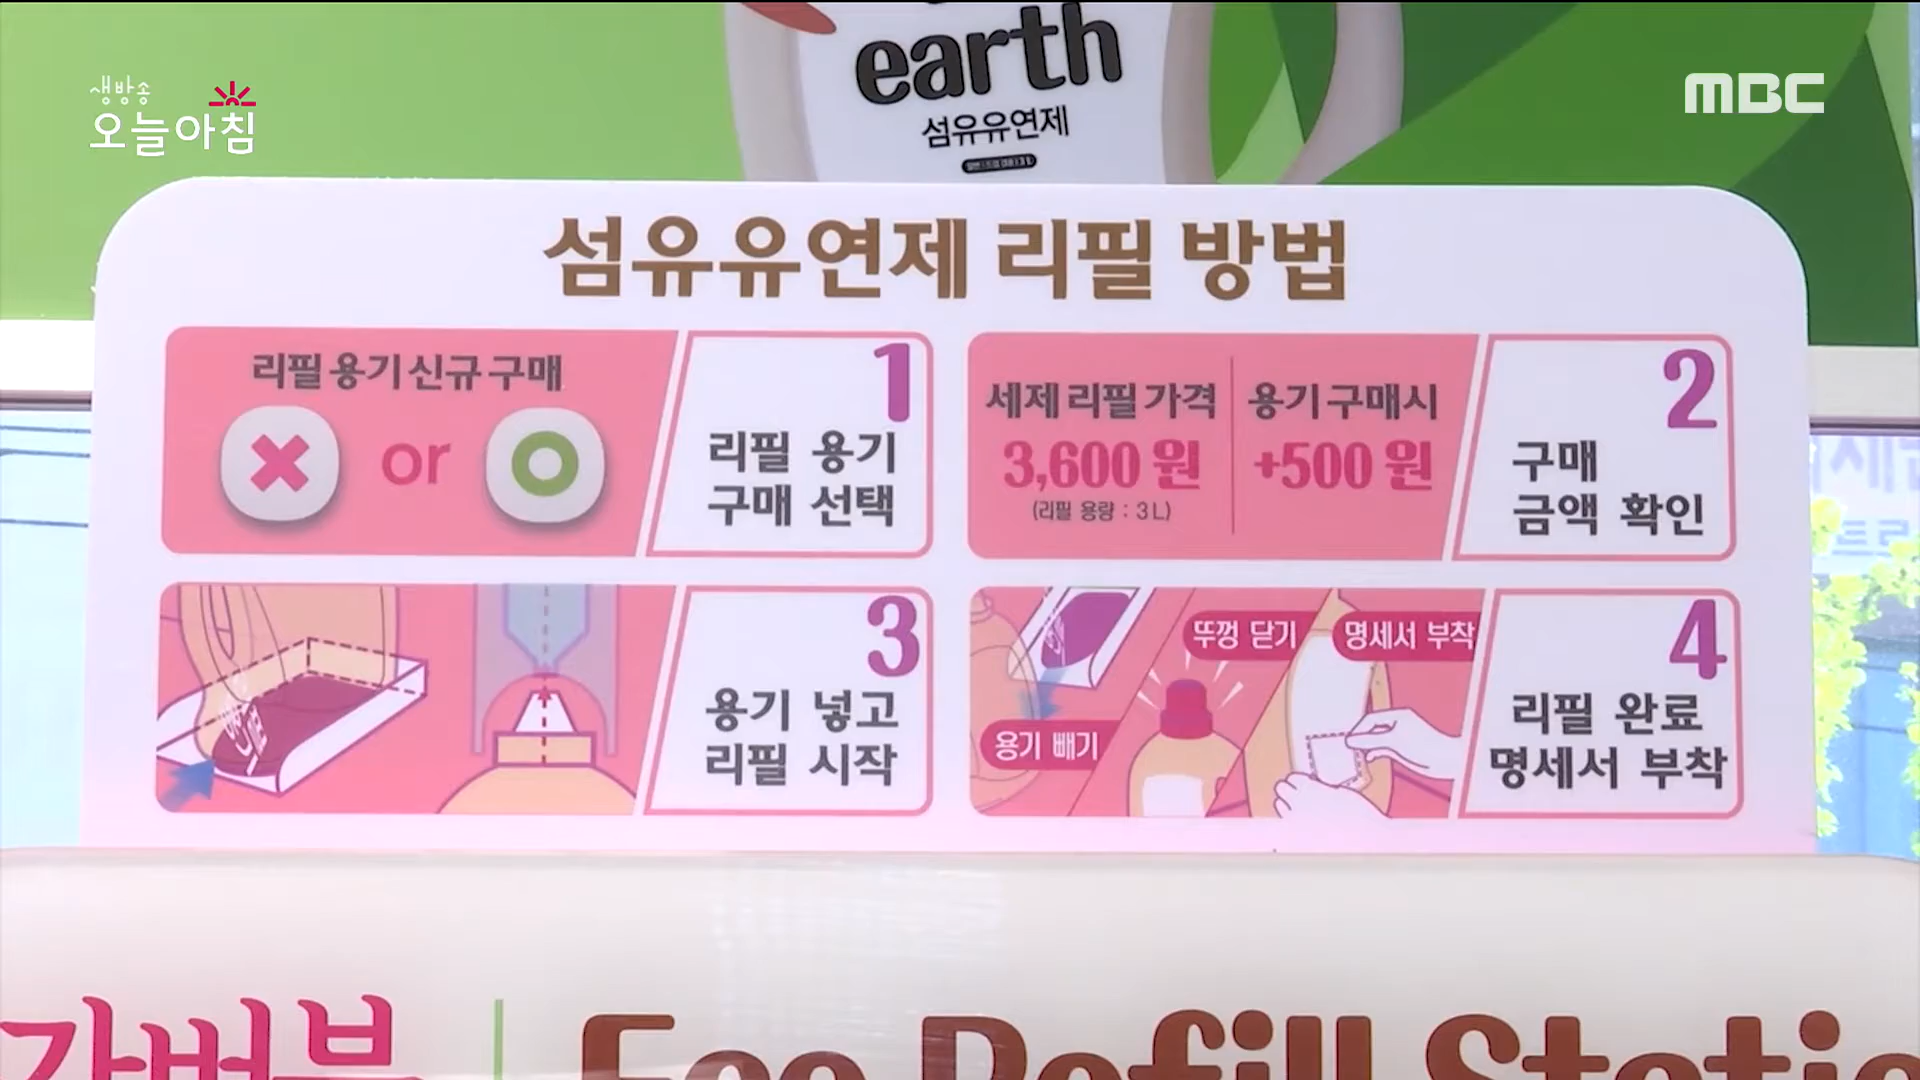 earth
섬유유연제
생방송
오늘아침
MBC
섬유유연제 리필 방법
리필 용기 신규 구매
or
1
리필 용기
구매 선택
세제 리필 가격
3,600 원
(리필 용량 : 3L)
용기 구매시
+500 원
2
구매
금액 확인
3
용기 넣고
리필 시작
용기 빼기
뚜껑 닫기
명세서 부착
4
리필 완료
명세서 부착
Eco Refill Statio